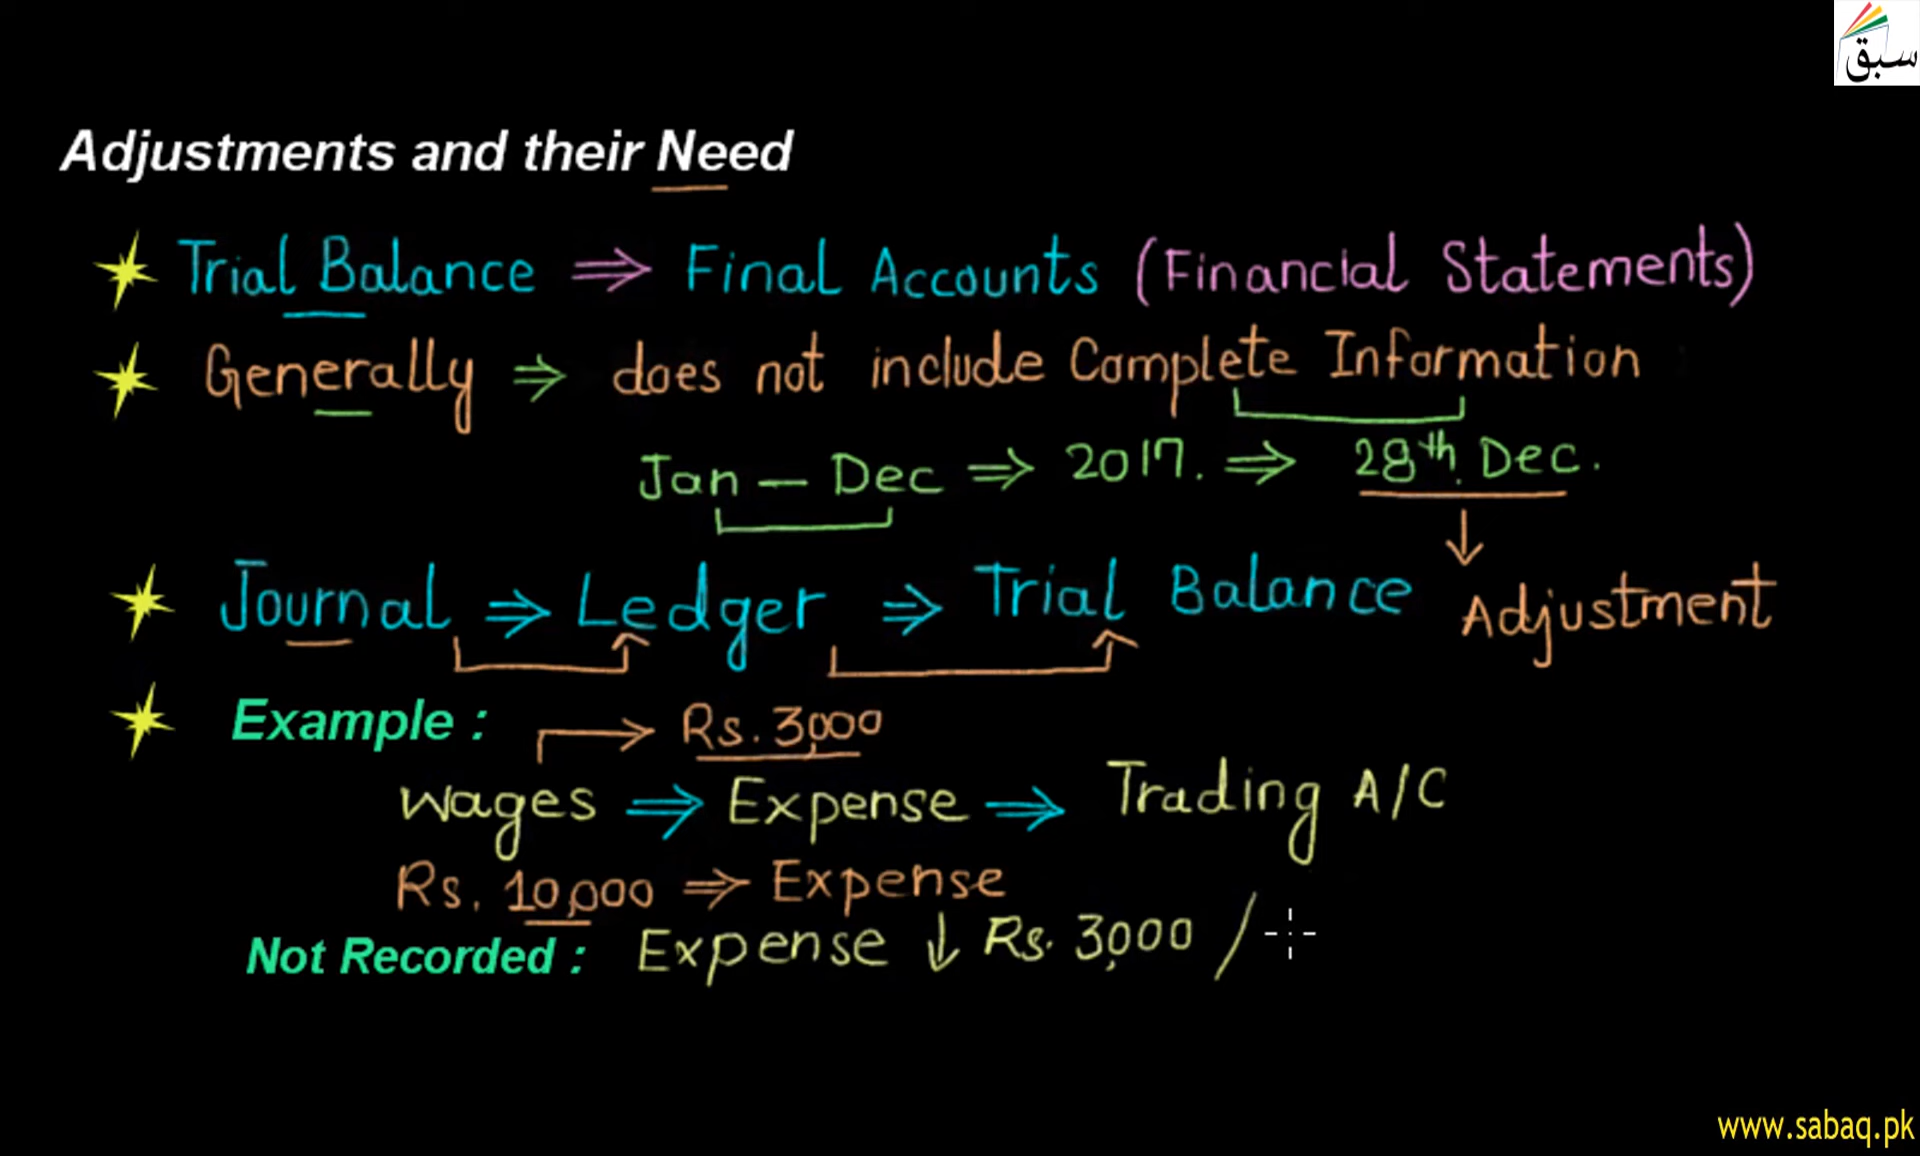 سبق
Adjustments and their Need
Trial Balance ⇒ Final Accounts (Financial Statements)
Generally ⇒ does not include Complete Information
Jan — Dec ⇒ 2017. ⇒ 28th Dec.
Journal ⇒ Ledger ⇒ Trial Balance
Adjustment
Example :
Rs. 3,000
Wages ⇒ Expense ⇒ Trading A/C
Rs. 10,000 ⇒ Expense
Not Recorded : Expense ↓ Rs. 3,000 /
www.sabaq.pk